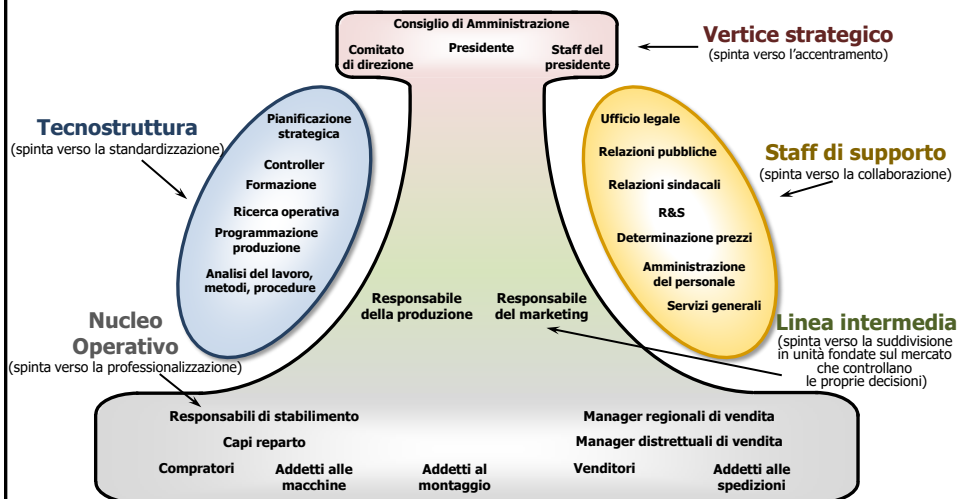 Consiglio di Amministrazione
Comitato
di direzione
Presidente
Staff del
presidente
Vertice strategico
(spinta verso l'accentramento)
Tecnostruttura
(spinta verso la standardizzazione)
Pianificazione
strategica
Controller
Formazione
Ricerca operativa
Programmazione
produzione
Analisi del lavoro,
metodi, procedure
Ufficio legale
Relazioni pubbliche
Relazioni sindacali
R&S
Determinazione prezzi
Amministrazione
del personale
Servizi generali
Staff di supporto
(spinta verso la collaborazione)
Responsabile
della produzione
Responsabile
del marketing
Linea intermedia
(spinta verso la suddivisione
in unità fondate sul mercato
che controllano
le proprie decisioni)
Nucleo
Operativo
(spinta verso la professionalizzazione)
Responsabili di stabilimento
Manager regionali di vendita
Capi reparto
Manager distrettuali di vendita
Compratori
Addetti alle
macchine
Addetti al
montaggio
Venditori
Addetti alle
spedizioni